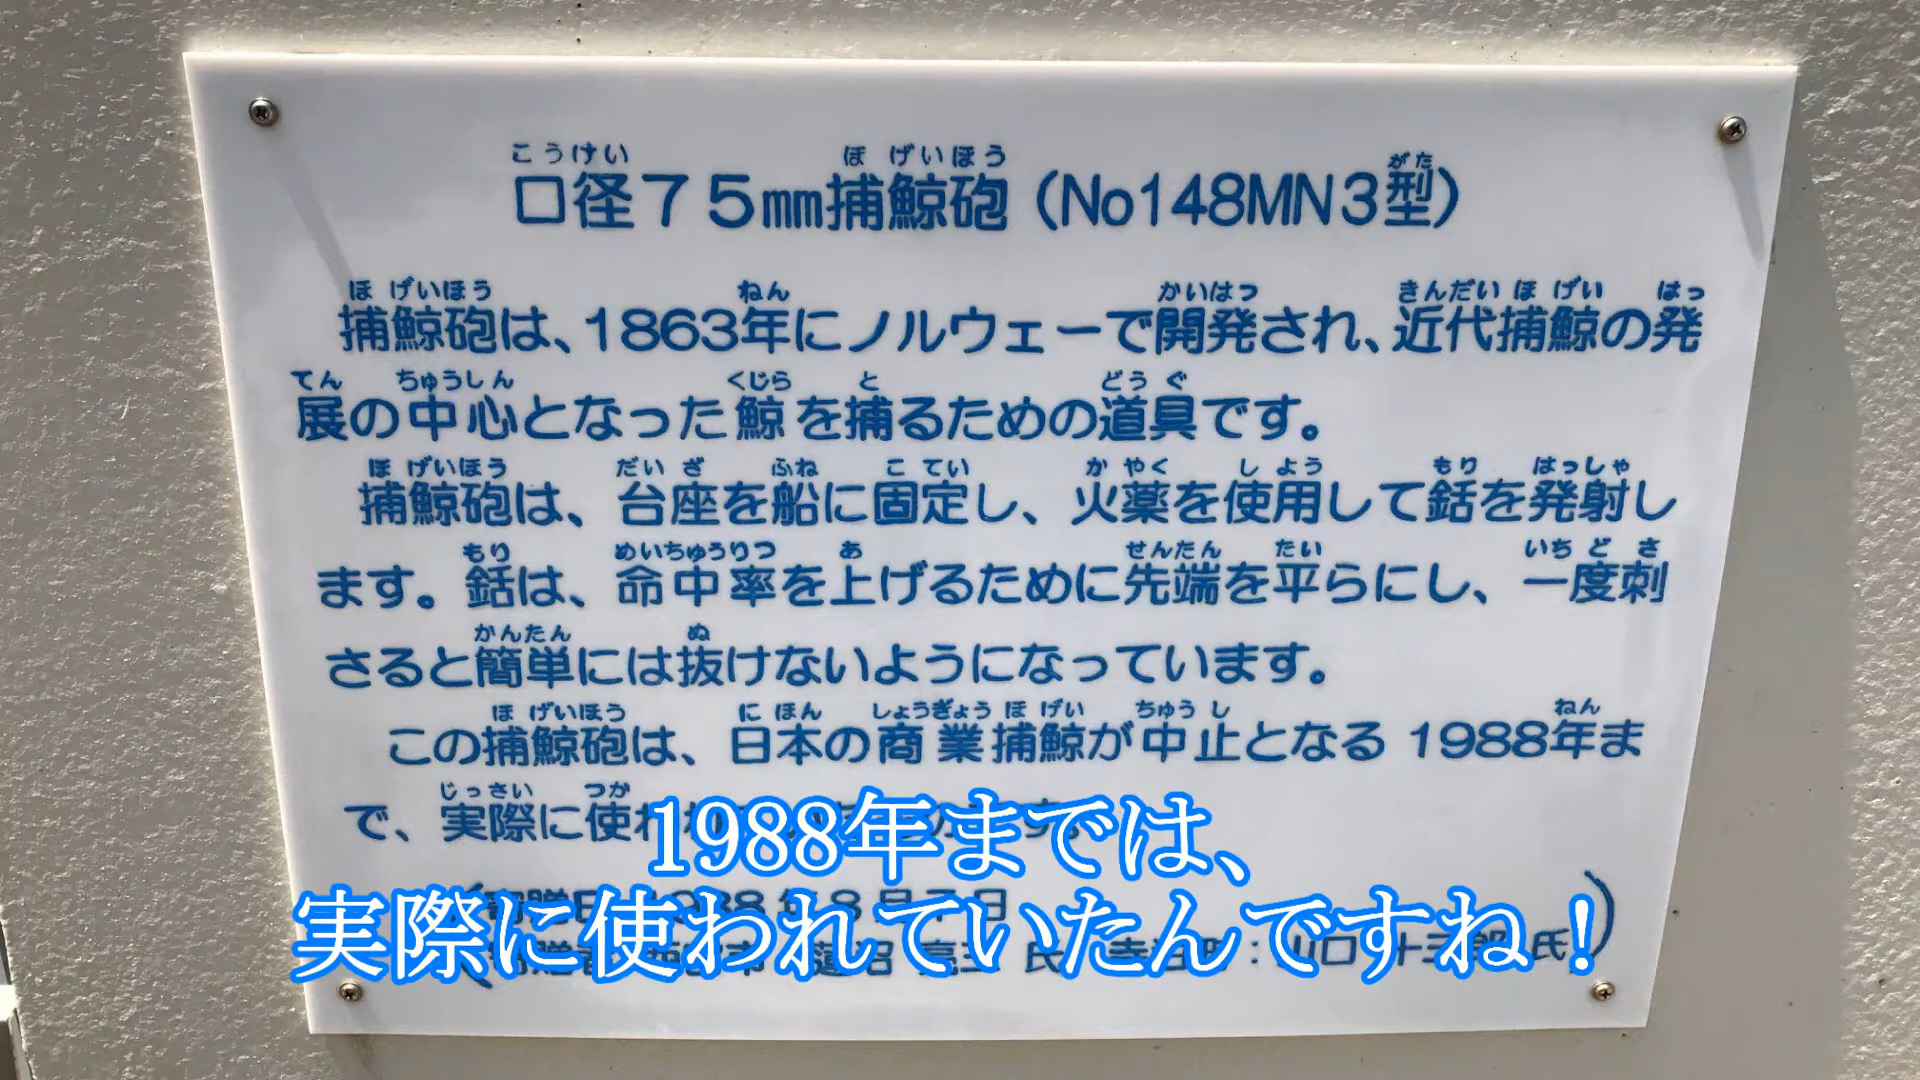 口径75mm捕鯨砲（No148MN3型）
捕鯨砲は、1863年にノルウェーで開発され、近代捕鯨の発
展の中心となった鯨を捕るための道具です。
捕鯨砲は、台座を船に固定し、火薬を使用して銛を発射し
ます。銛は、命中率を上げるために先端を平らにし、一度刺
さると簡単には抜けないようになっています。
この捕鯨砲は、日本の商業捕鯨が中止となる1988年ま
で、実際に使われ
1988年までは、
実際に使われていたんですね！